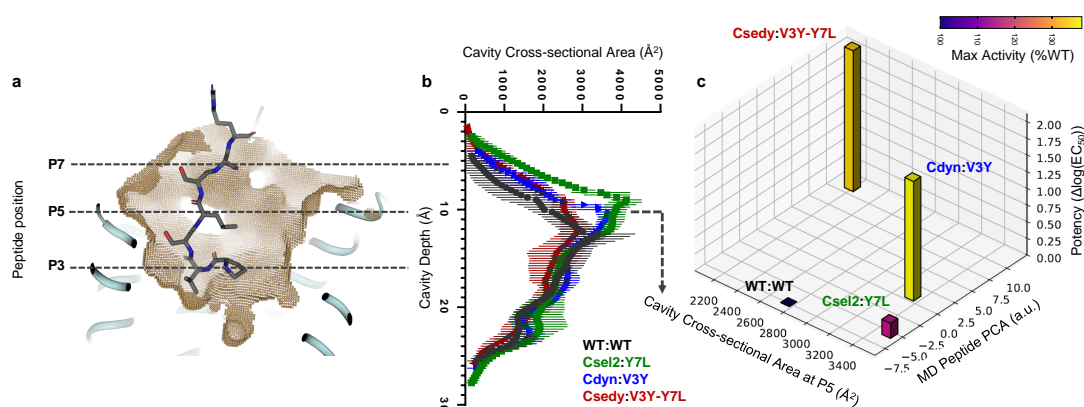 a
Peptide position
P7
P5
P3
b
Cavity Cross-sectional Area (Å²)
0
1000
2000
3000
4000
5000
Cavity Depth (Å)
0
10
20
30
WT:WT
Csel2:Y7L
Cdyn:V3Y
Csedy:V3Y-Y7L
c
100
110
120
130
Max Activity (%WT)
Csedy:V3Y-Y7L
Cdyn:V3Y
WT:WT
Csel2:Y7L
Potency (Δlog(EC50))
2.00
1.75
1.50
1.25
1.00
0.75
0.50
0.25
0.00
Cavity Cross-sectional Area at P5 (Å²)
2200
2400
2600
2800
3000
3200
3400
MD Peptide PCA (a.u.)
−7.5
−5.0
−2.5
0.0
2.5
5.0
7.5
10.0